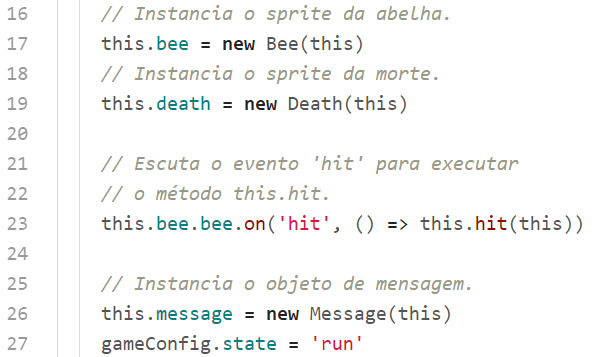 16 // Instancia o sprite da abelha.
17 this.bee = new Bee(this)
18 // Instancia o sprite da morte.
19 this.death = new Death(this)
20
21 // Escuta o evento 'hit' para executar
22 // o método this.hit.
23 this.bee.bee.on('hit', () => this.hit(this))
24
25 // Instancia o objeto de mensagem.
26 this.message = new Message(this)
27 gameConfig.state = 'run'